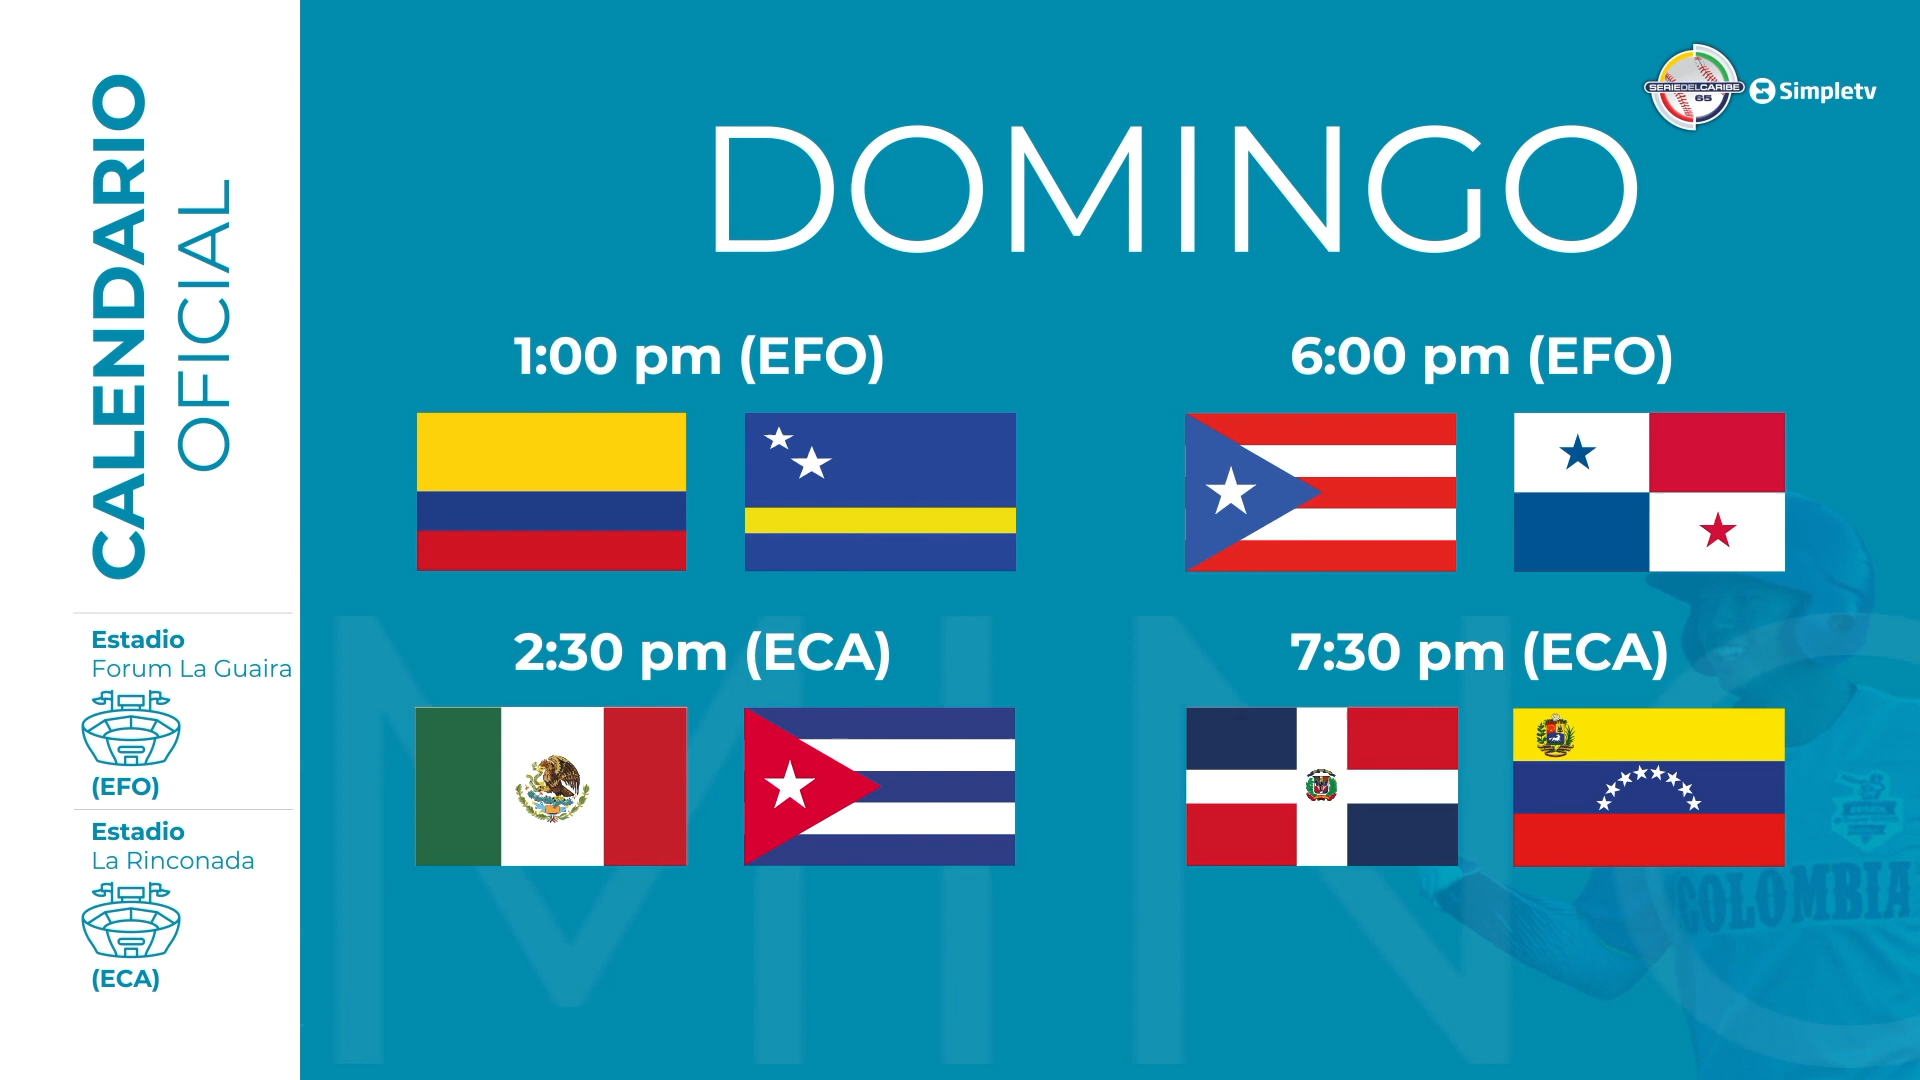 CALENDARIO
OFICIAL
Estadio
Forum La Guaira
(EFO)
Estadio
La Rinconada
(ECA)
SERIEDELCARIBE
65
Simpletv
DOMINGO
1:00 pm (EFO)
6:00 pm (EFO)
2:30 pm (ECA)
7:30 pm (ECA)
MINGO
COLOMBIA